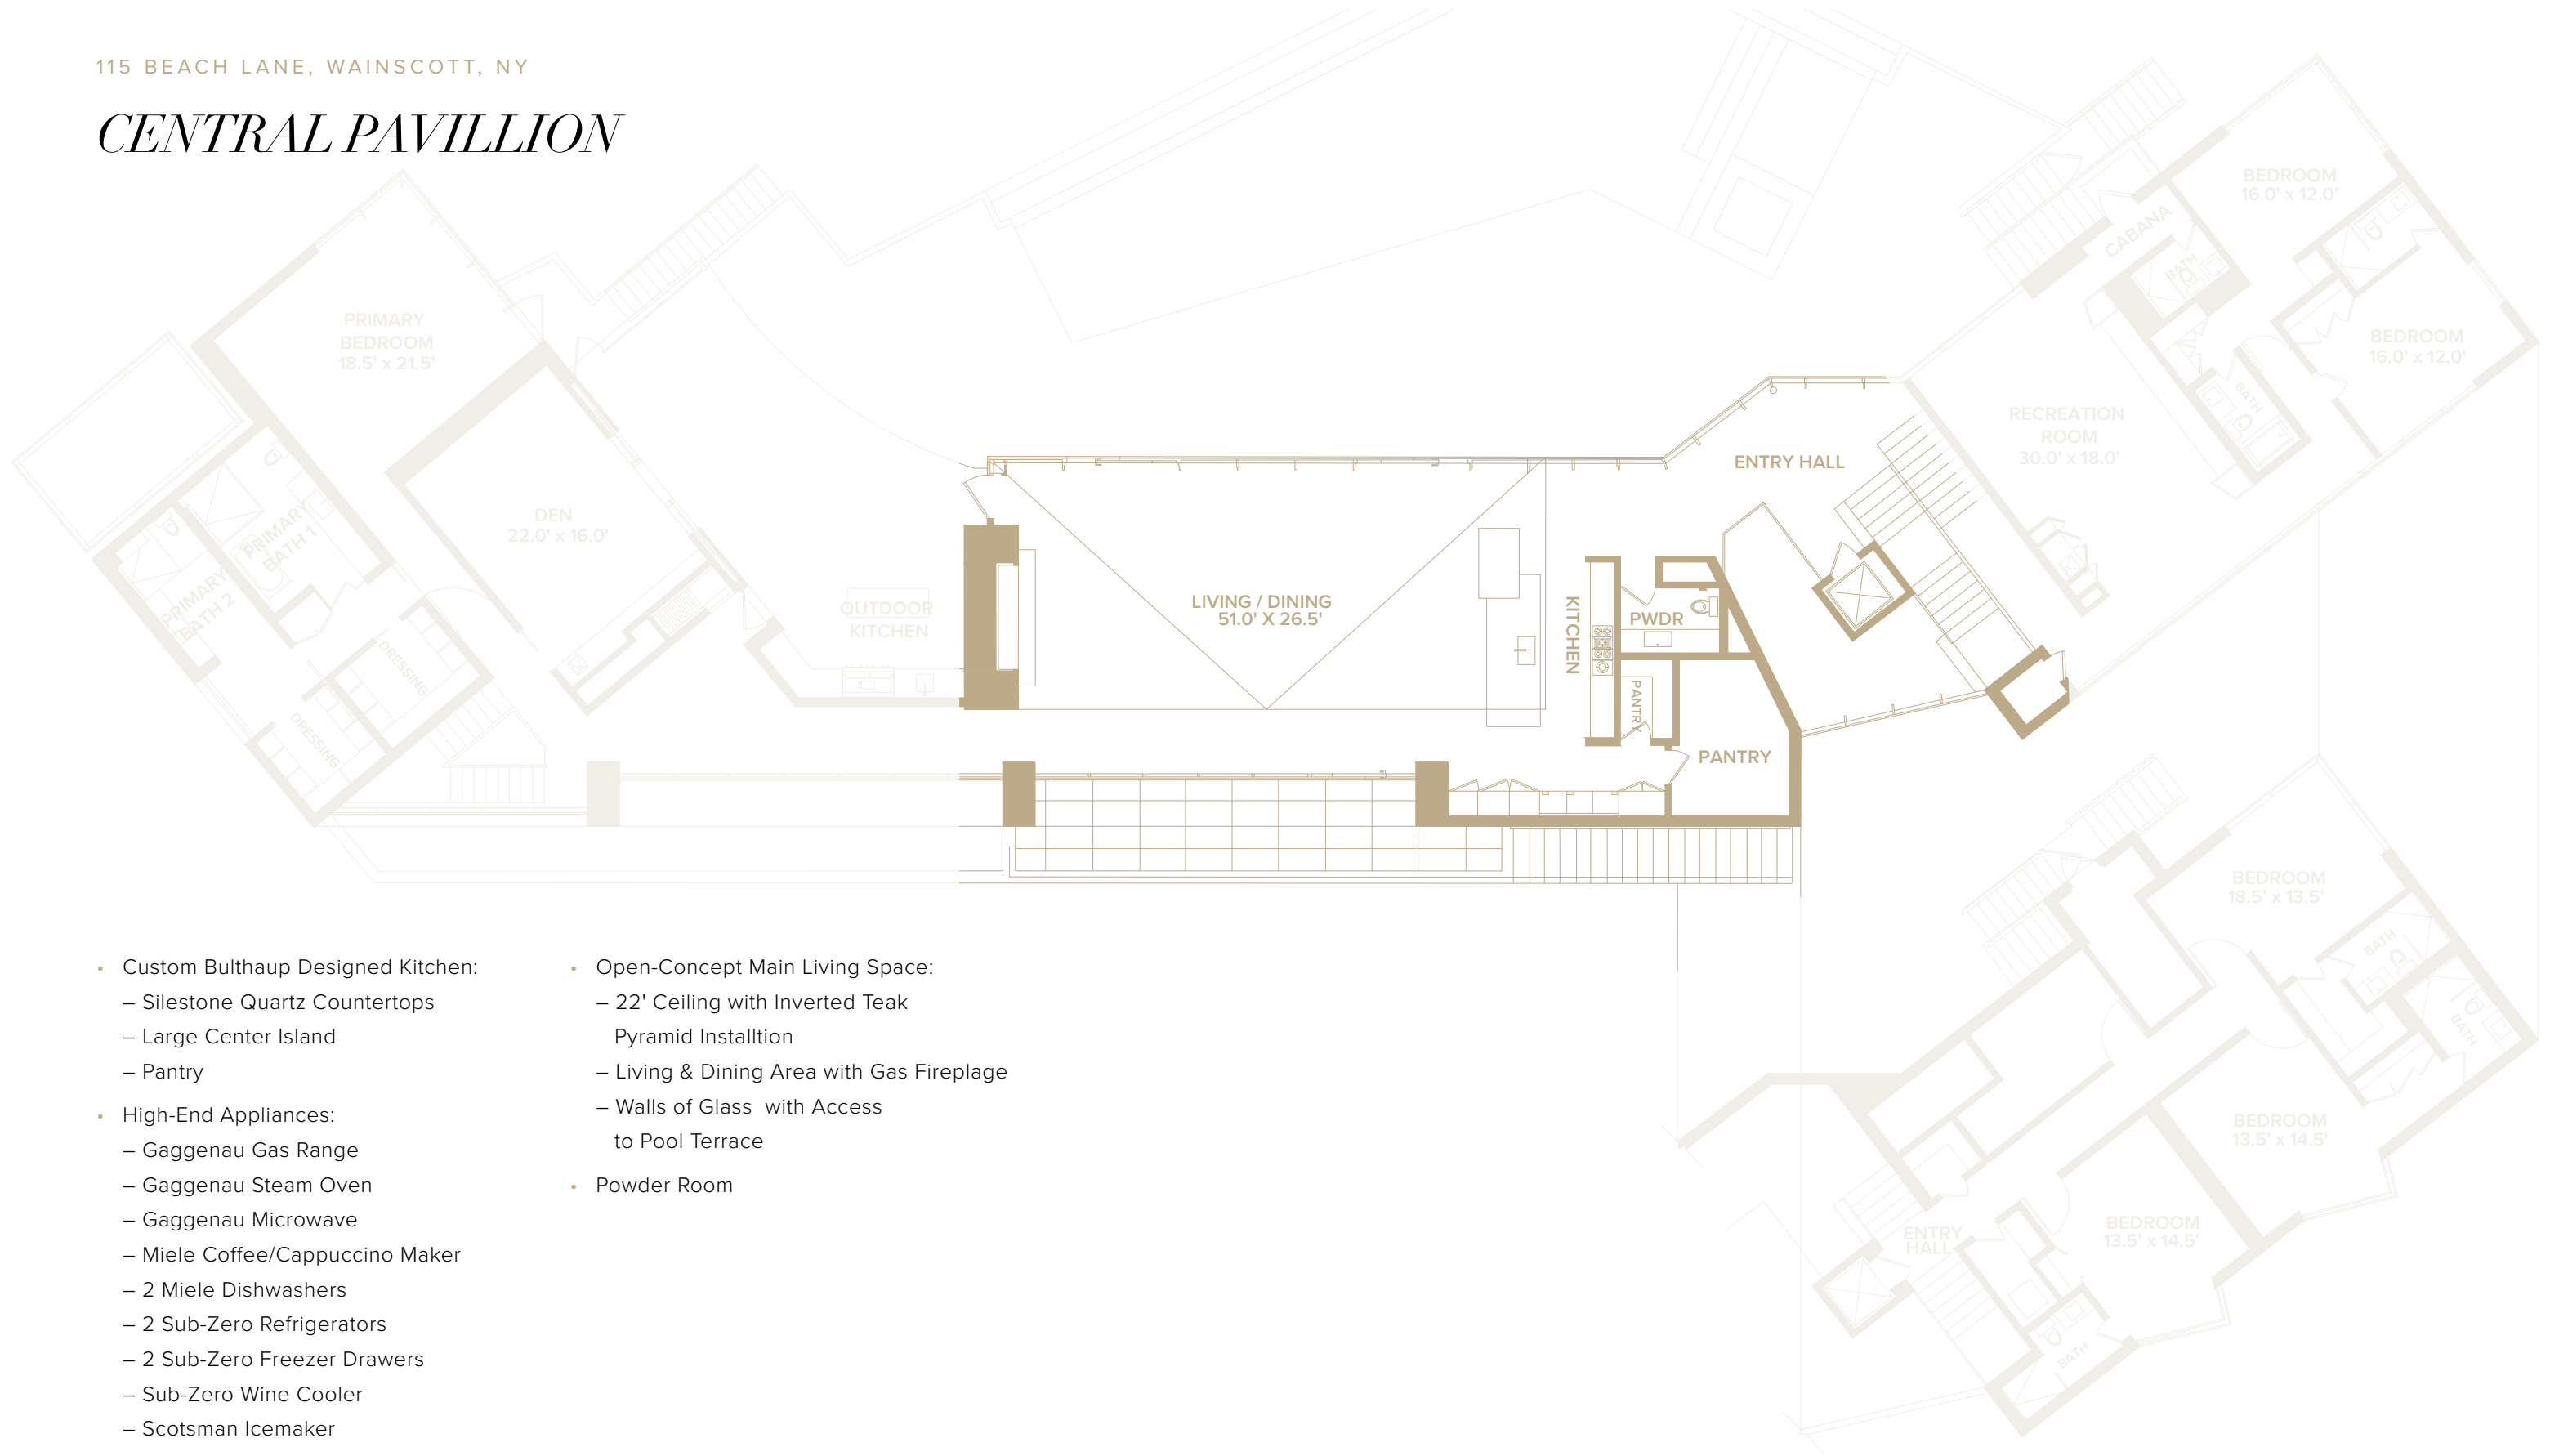 115 BEACH LANE, WAINSCOTT, NY
CENTRAL PAVILLION
PRIMARY
BEDROOM
18.5' x 21.5'
PRIMARY
BATH 1
PRIMARY
BATH 2
DEN
22.0' x 16.0'
DRESSING
DRESSING
OUTDOOR
KITCHEN
LIVING / DINING
51.0' X 26.5'
KITCHEN
PWDR
PANTRY
PANTRY
ENTRY HALL
RECREATION
ROOM
30.0' x 18.0'
CABANA
BATH
BEDROOM
16.0' x 12.0'
BEDROOM
16.0' x 12.0'
BATH
BEDROOM
18.5' x 13.5'
BATH
BATH
BEDROOM
13.5' x 14.5'
BEDROOM
13.5' x 14.5'
ENTRY
HALL
BATH
• Custom Bulthaup Designed Kitchen:
– Silestone Quartz Countertops
– Large Center Island
– Pantry
• High-End Appliances:
– Gaggenau Gas Range
– Gaggenau Steam Oven
– Gaggenau Microwave
– Miele Coffee/Cappuccino Maker
– 2 Miele Dishwashers
– 2 Sub-Zero Refrigerators
– 2 Sub-Zero Freezer Drawers
– Sub-Zero Wine Cooler
– Scotsman Icemaker
• Open-Concept Main Living Space:
– 22' Ceiling with Inverted Teak
Pyramid Installtion
– Living & Dining Area with Gas Fireplage
– Walls of Glass  with Access
to Pool Terrace
• Powder Room